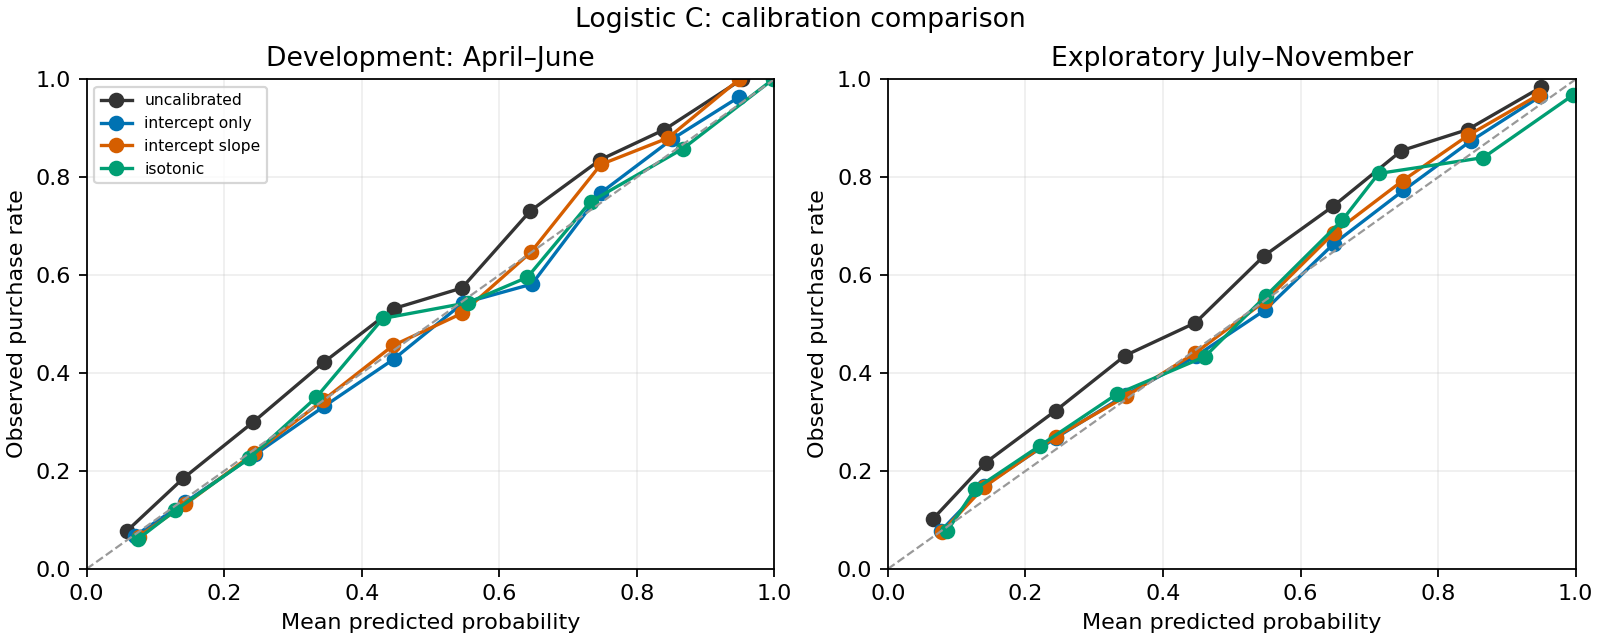 Logistic C: calibration comparison
Development: April–June
1.0
0.8
0.6
0.4
0.2
0.0
0.0 0.2 0.4 0.6 0.8 1.0
Observed purchase rate
Mean predicted probability
uncalibrated
intercept only
intercept slope
isotonic
Exploratory July–November
1.0
0.8
0.6
0.4
0.2
0.0
0.0 0.2 0.4 0.6 0.8 1.0
Observed purchase rate
Mean predicted probability